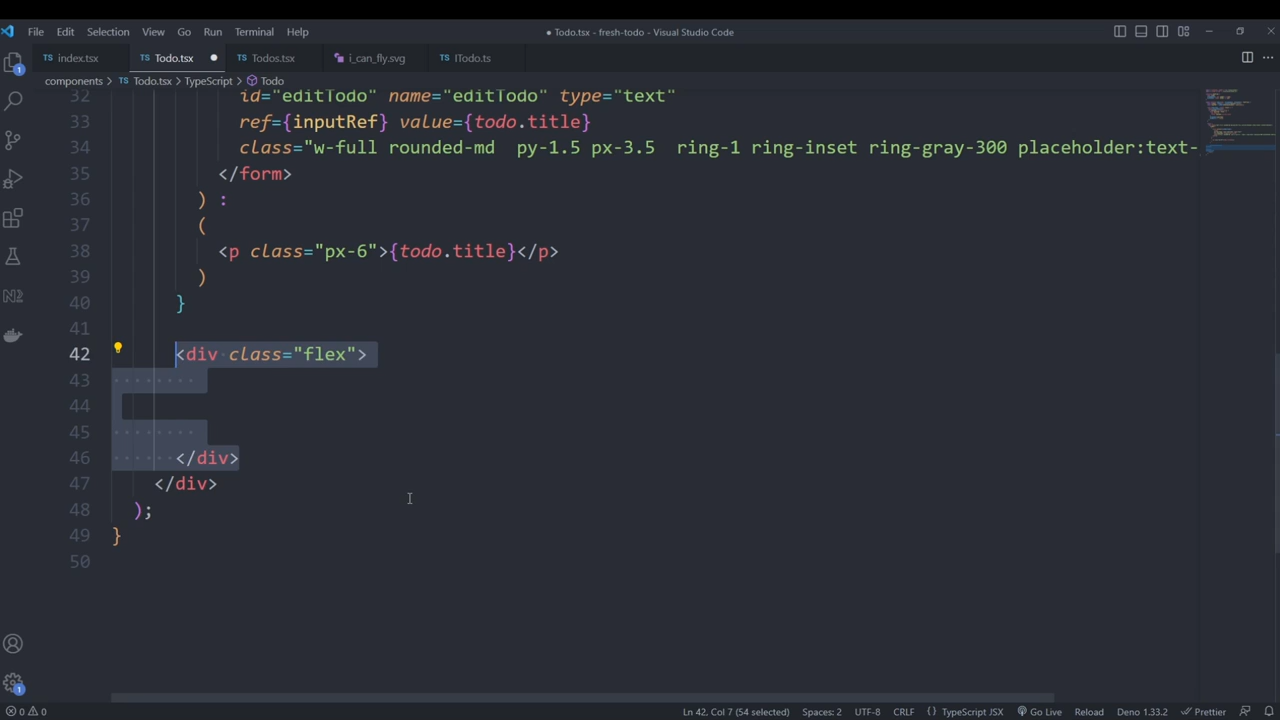 File Edit Selection View Go Run Terminal Help
● Todo.tsx - fresh-todo - Visual Studio Code
TS index.tsx
TS Todo.tsx ●
TS Todos.tsx
i_can_fly.svg
TS ITodo.ts
components > TS Todo.tsx > TypeScript > Todo
32 id="editTodo" name="editTodo" type="text"
33 ref={inputRef} value={todo.title}
34 class="w-full rounded-md  py-1.5 px-3.5  ring-1 ring-inset ring-gray-300 placeholder:text-
35 </form>
36 ) :
37 (
38 <p class="px-6">{todo.title}</p>
39 )
40 }
41
42 <div class="flex">
43
44
45
46 </div>
47 </div>
48 );
49 }
50
1
N2
1
0 0 Ln 42, Col 7 (54 selected) Spaces: 2 UTF-8 CRLF {} TypeScript JSX Go Live Reload Deno 1.33.2 Prettier